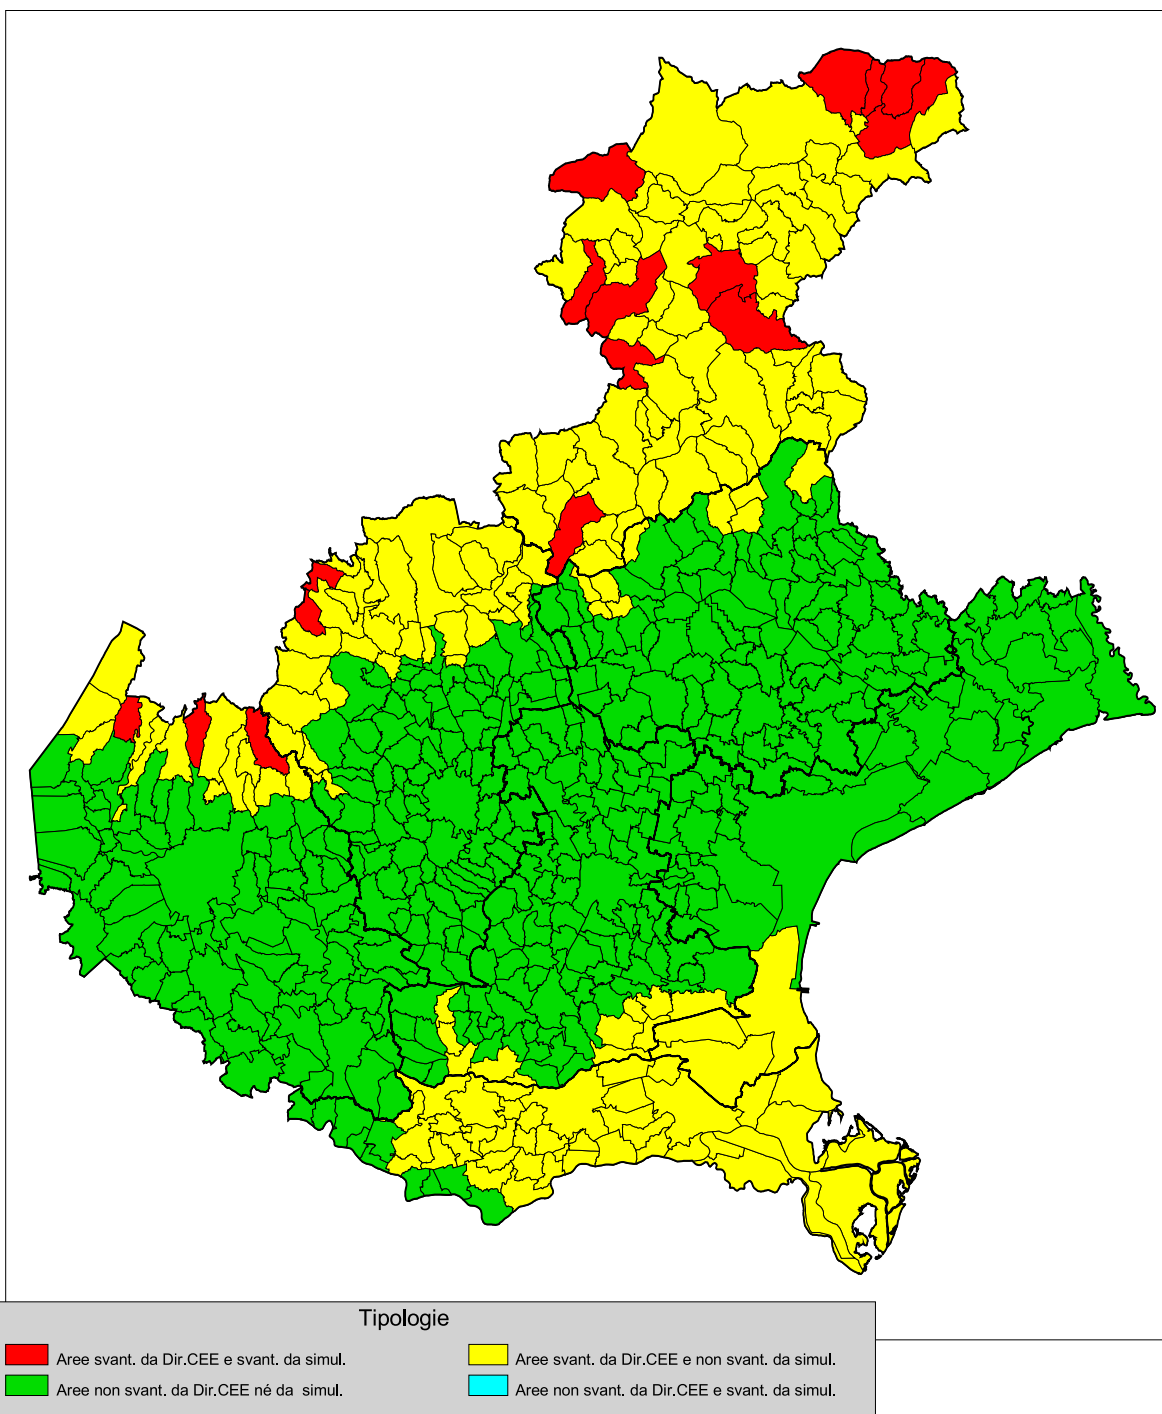 Tipologie
Aree svant. da Dir.CEE e svant. da simul.
Aree svant. da Dir.CEE e non svant. da simul.
Aree non svant. da Dir.CEE né da simul.
Aree non svant. da Dir.CEE e svant. da simul.